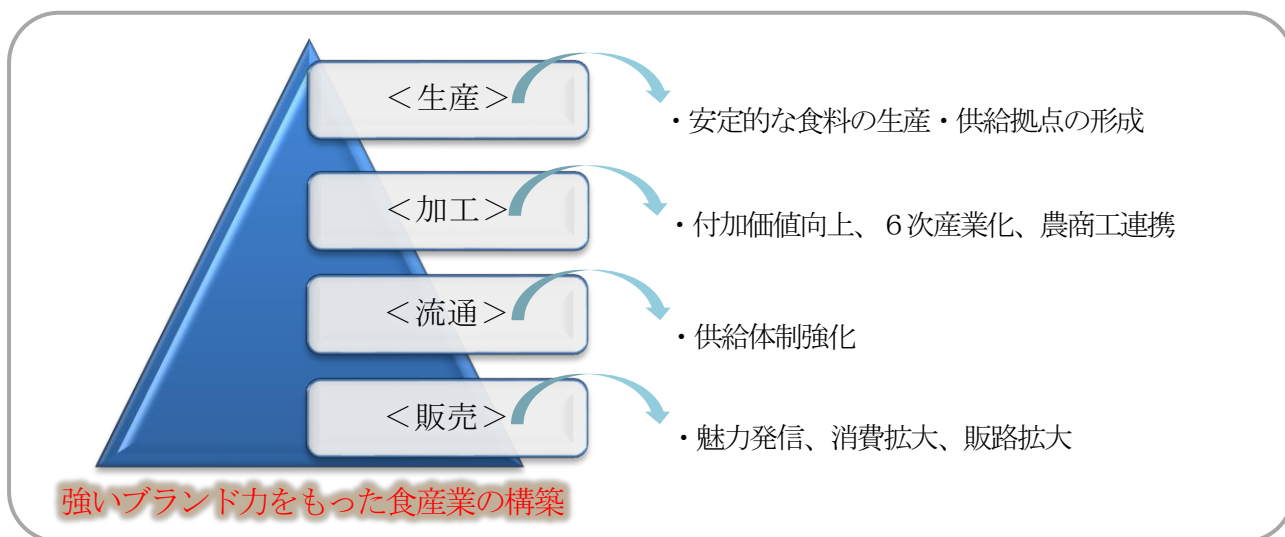 ＜生産＞
・安定的な食料の生産・供給拠点の形成
＜加工＞
・付加価値向上、６次産業化、農商工連携
＜流通＞
・供給体制強化
＜販売＞
・魅力発信、消費拡大、販路拡大
強いブランド力をもった食産業の構築